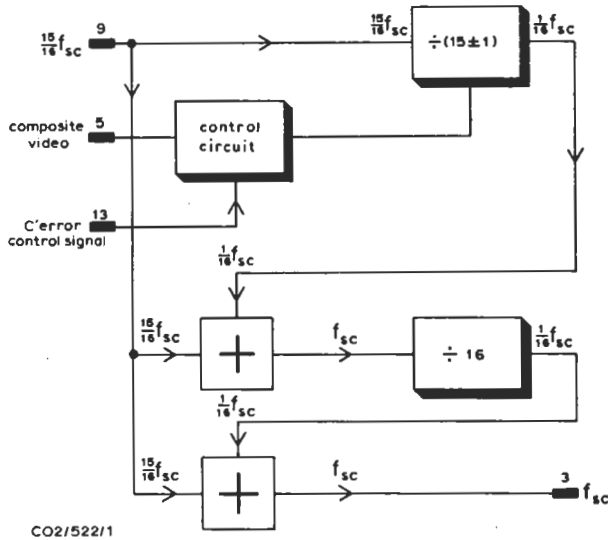 9
15/16 fsc
15/16 fsc
÷(15±1)
1/16 fsc
5
composite
video
control
circuit
13
C'error
control signal
1/16 fsc
15/16 fsc
+
fsc
÷ 16
1/16 fsc
1/16 fsc
15/16 fsc
+
fsc
3
fsc
CO2/522/1